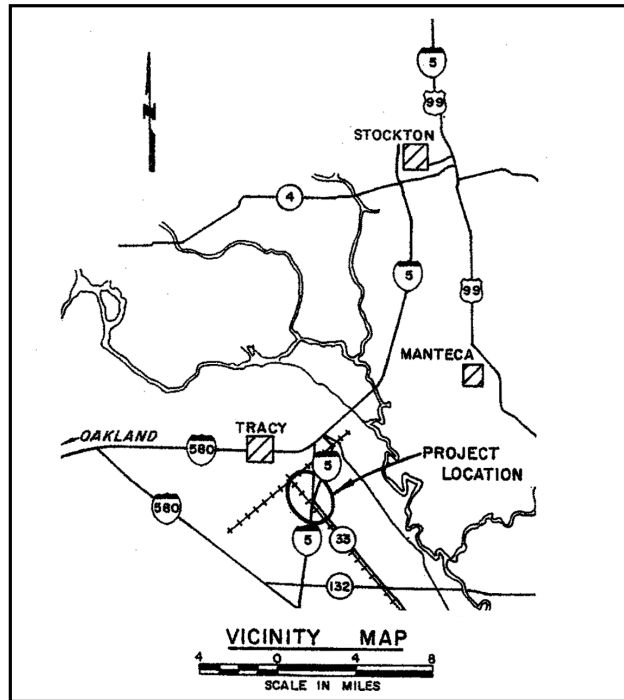 5
99
STOCKTON
N
4
5
99
MANTECA
TRACY
OAKLAND
580
5
PROJECT
LOCATION
580
5
33
132
VICINITY MAP
4 0 4 8
SCALE IN MILES